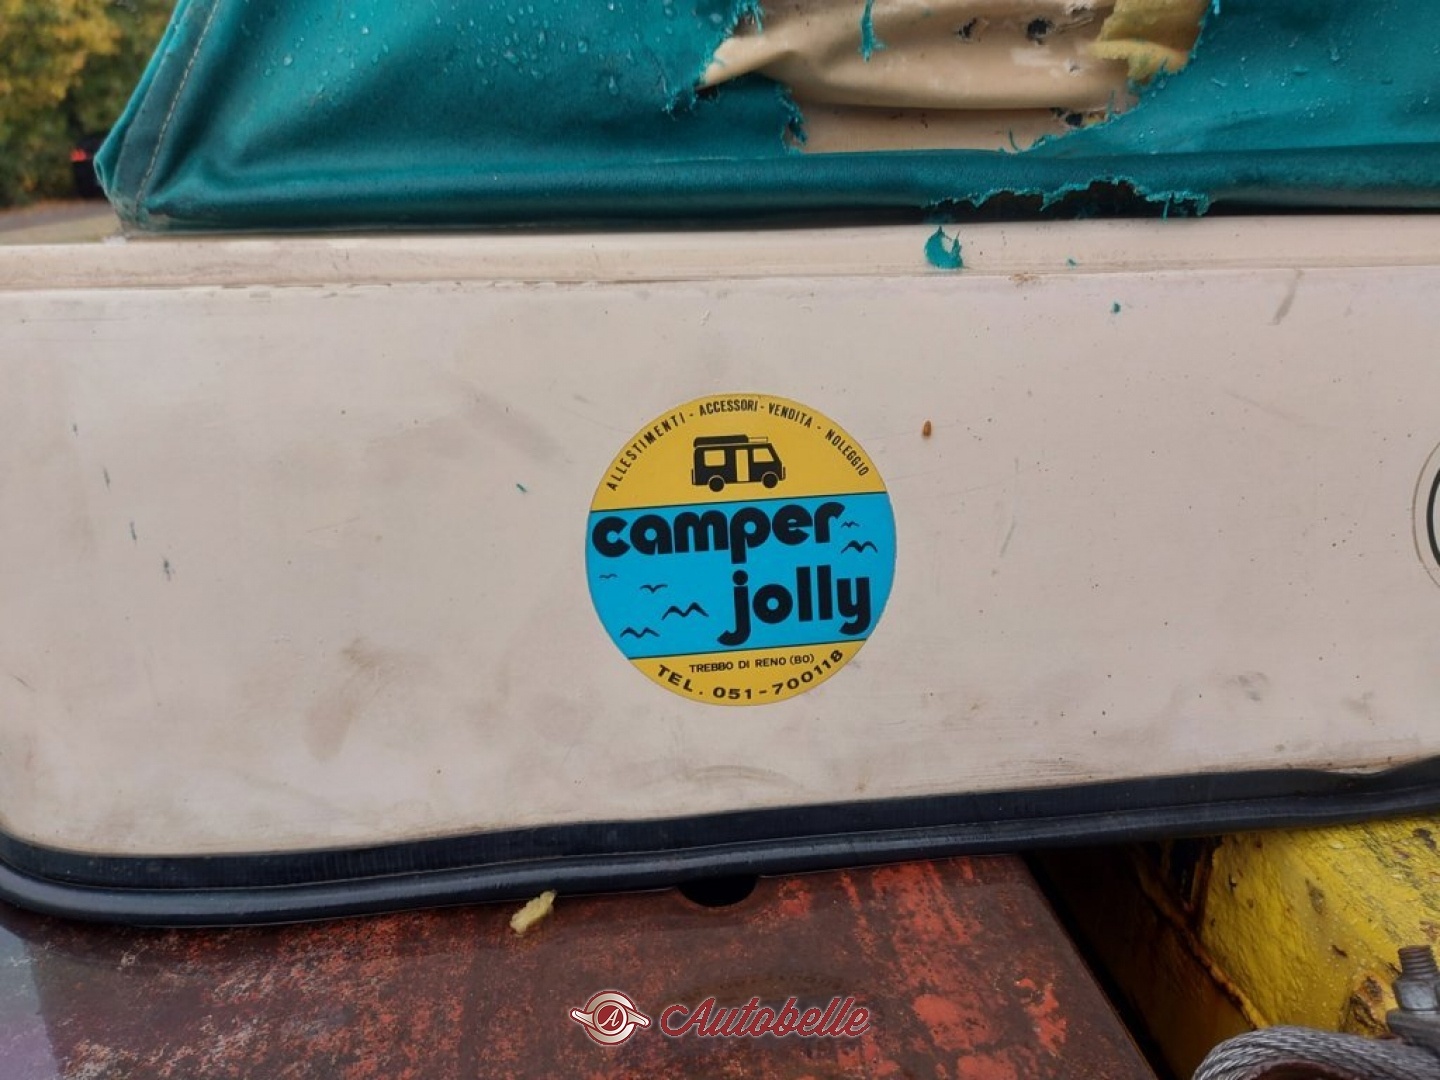 ALLESTIMENTI - ACCESSORI - VENDITA - NOLEGGIO
camper
jolly
TREBBO DI RENO (BO)
TEL. 051-700118
A Autobelle